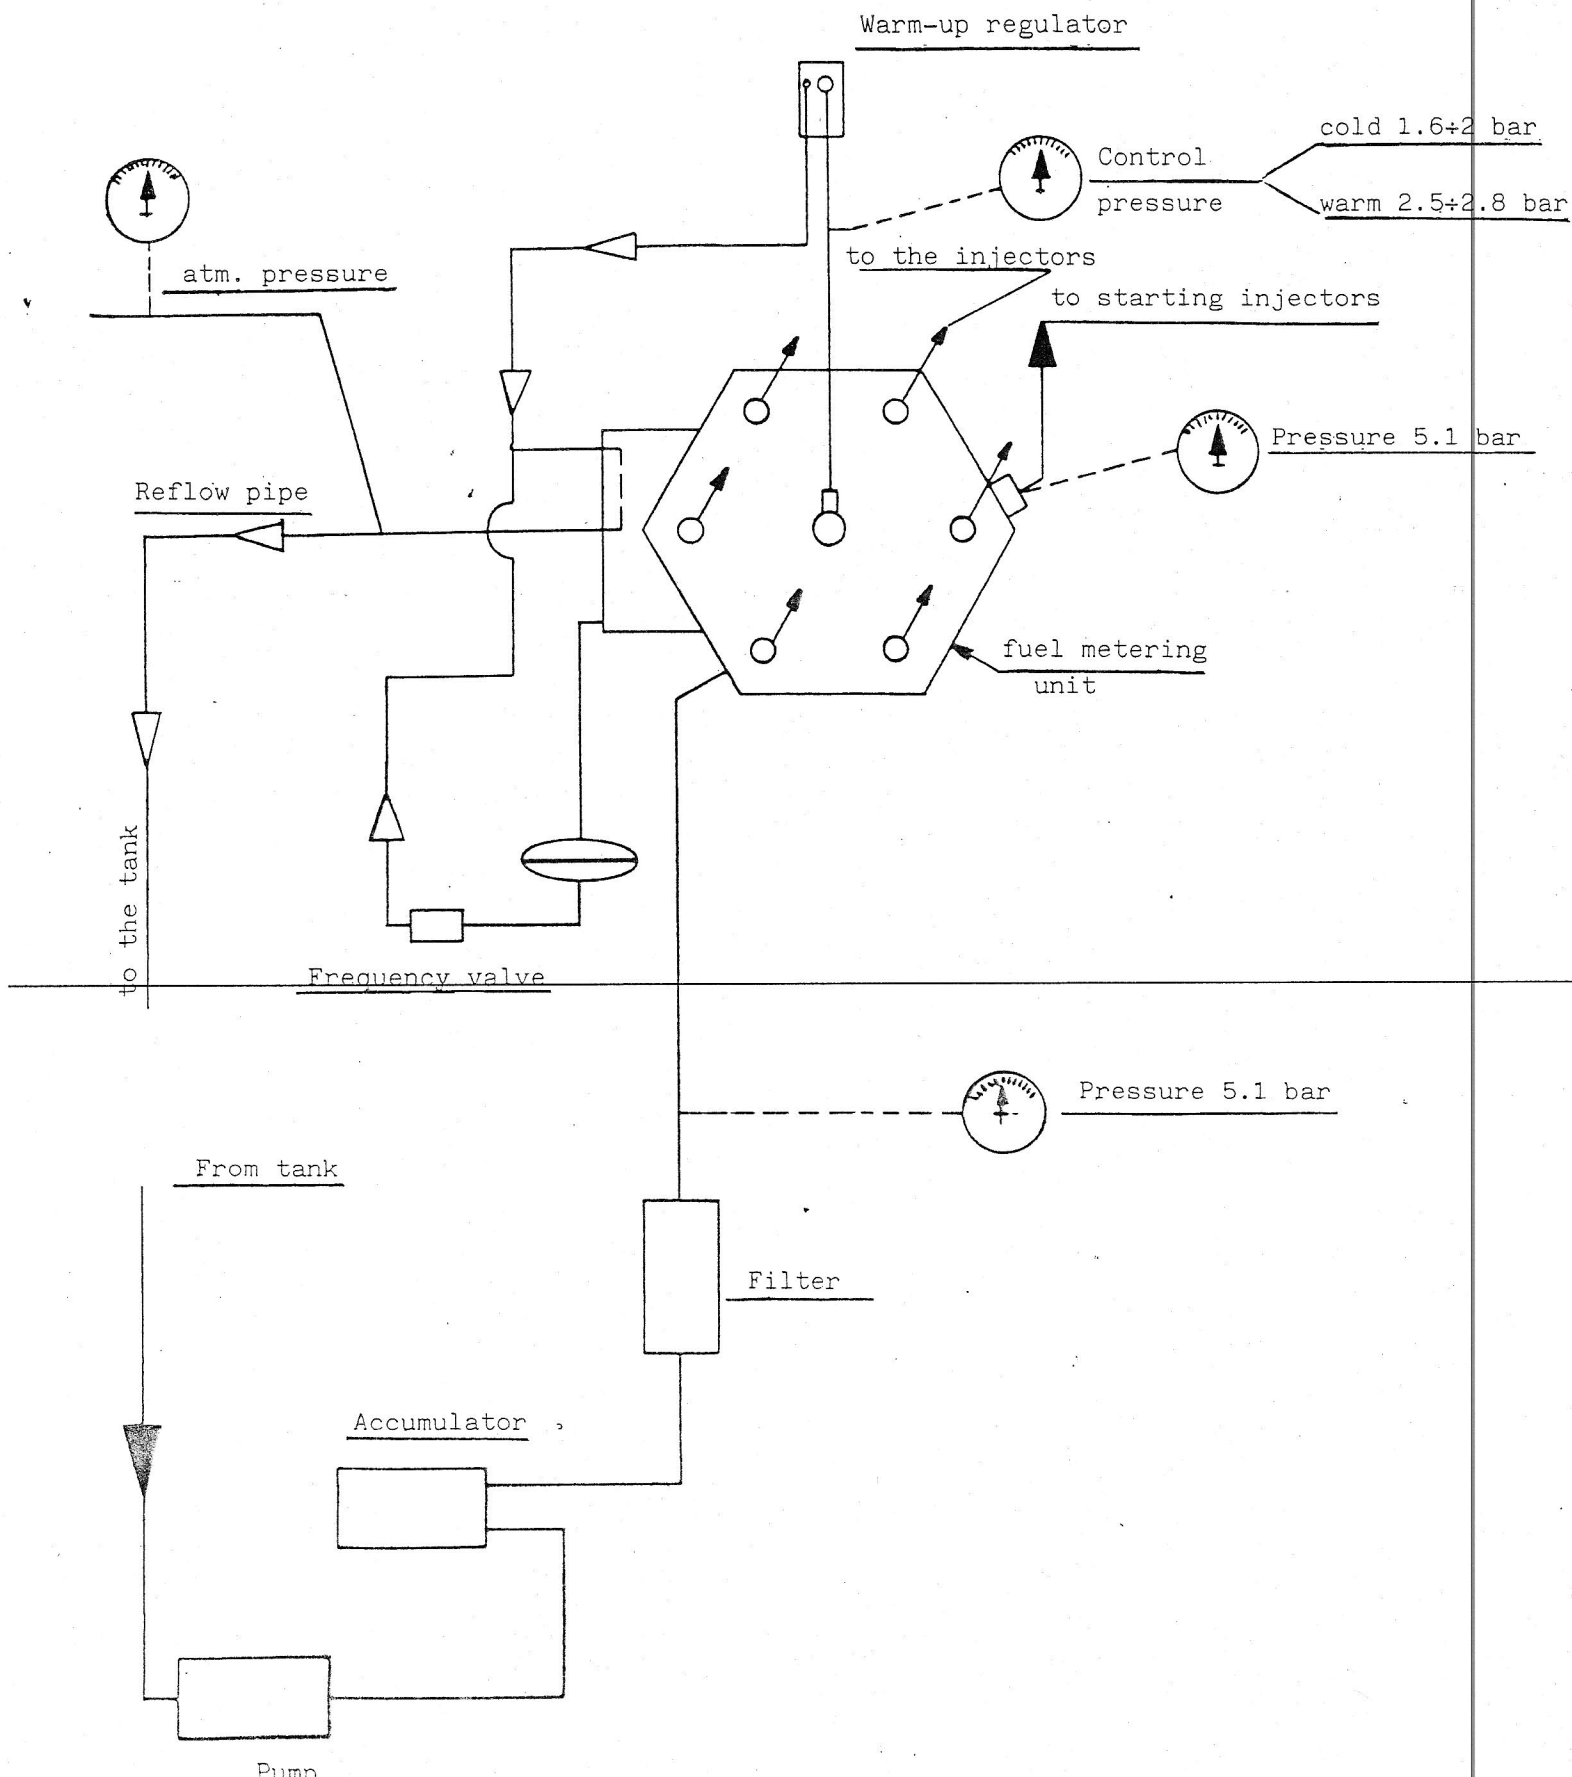 Warm-up regulator
cold 1.6÷2 bar
Control
pressure
warm 2.5÷2.8 bar
to the injectors
atm. pressure
to starting injectors
Pressure 5.1 bar
Reflow pipe
fuel metering
unit
to the tank
Frequency valve
Pressure 5.1 bar
From tank
Filter
Accumulator
Pump